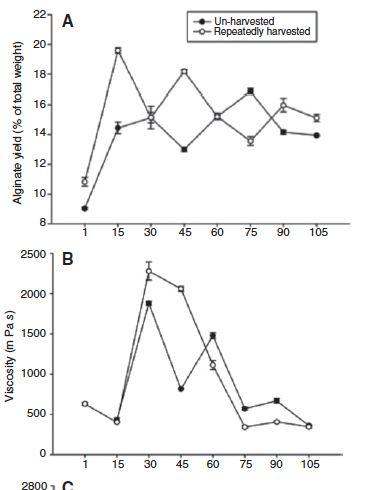 A
Un-harvested
Repeatedly harvested
Alginate yield (% of total weight)
22
20
18
16
14
12
10
8
1 15 30 45 60 75 90 105
B
Viscosity (m Pa s)
2500
2000
1500
1000
500
0
1 15 30 45 60 75 90 105
2800 C